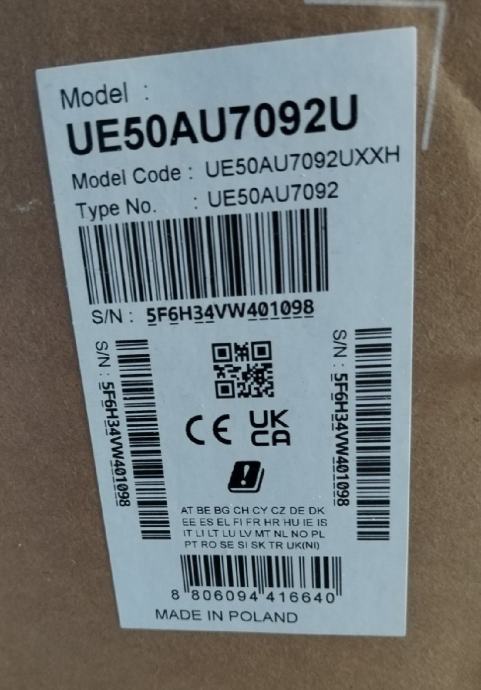 Model :
UE50AU7092U
Model Code : UE50AU7092UXXH
Type No. : UE50AU7092
S/N : 5F6H34VW401098
S/N : 5F6H34VW401098
S/N : 5F6H34VW401098
CE UK
CA
AT BE BG CH CY CZ DE DK
EE ES EL FI FR HR HU IE IS
IT LI LT LU LV MT NL NO PL
PT RO SE SI SK TR UK(NI)
8 806094 416640
MADE IN POLAND